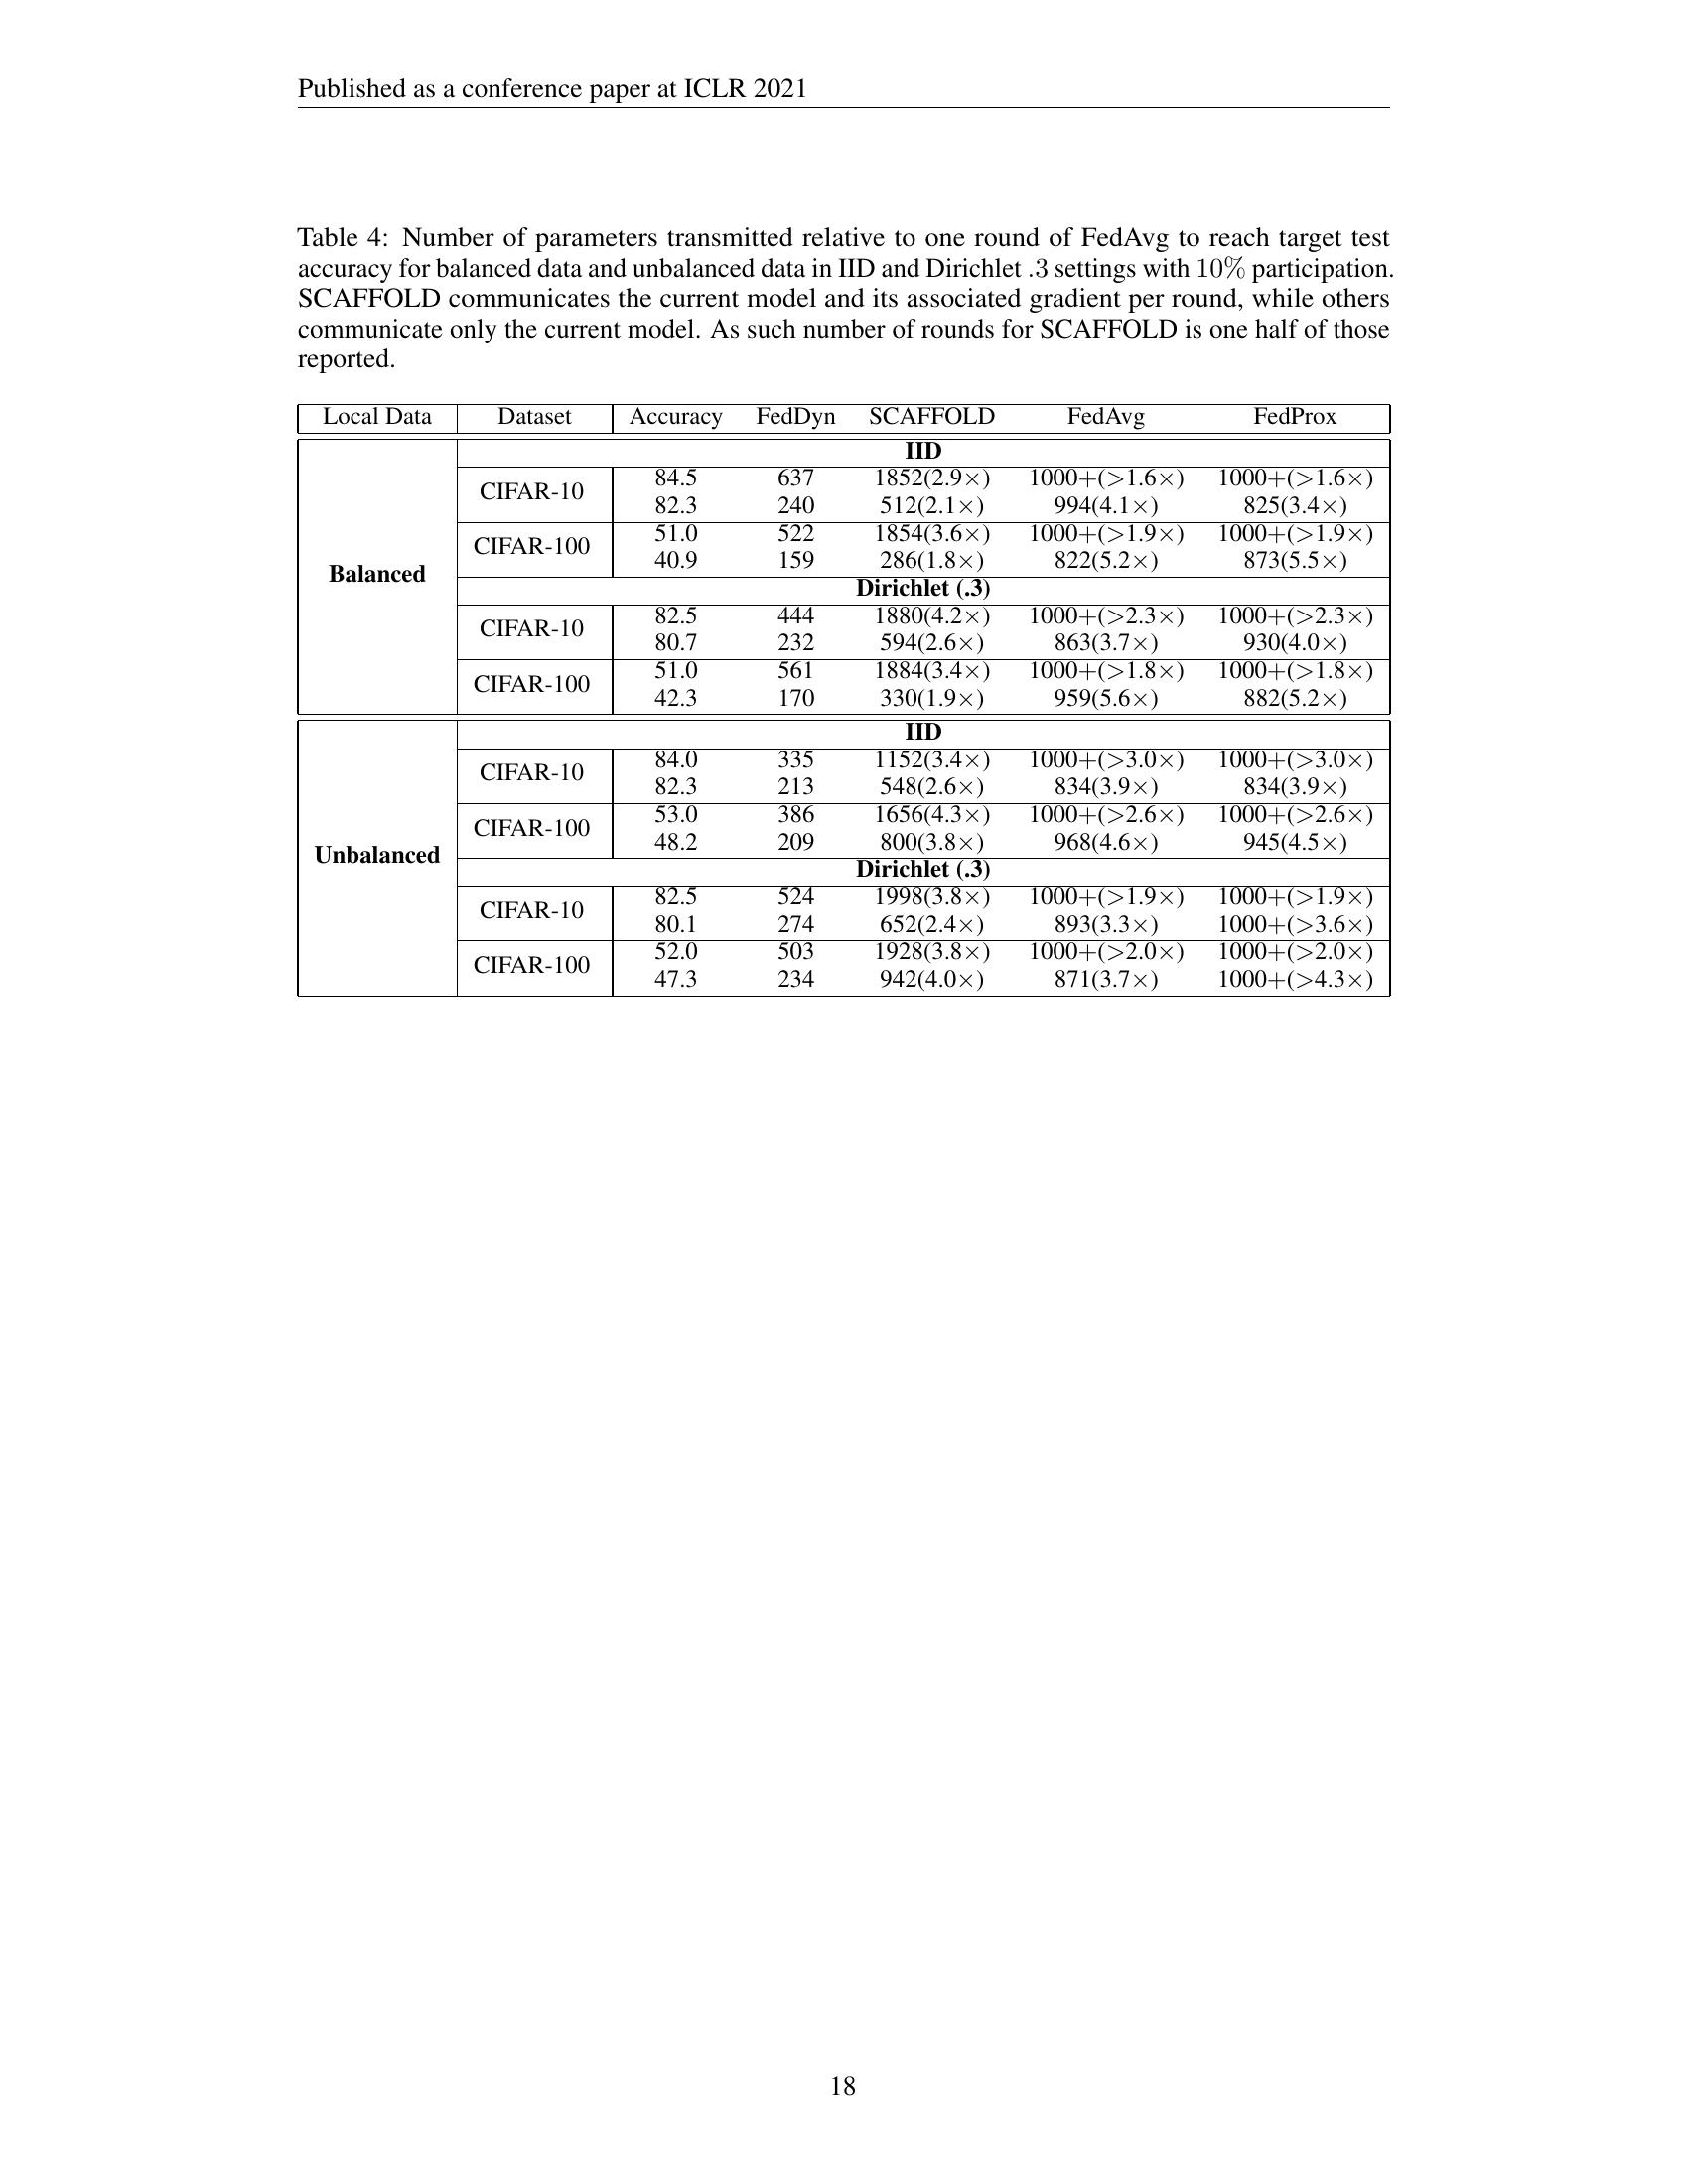 Published as a conference paper at ICLR 2021
Table 4: Number of parameters transmitted relative to one round of FedAvg to reach target test
accuracy for balanced data and unbalanced data in IID and Dirichlet .3 settings with 10% participation.
SCAFFOLD communicates the current model and its associated gradient per round, while others
communicate only the current model. As such number of rounds for SCAFFOLD is one half of those
reported.
Local Data Dataset Accuracy FedDyn SCAFFOLD FedAvg FedProx
Balanced
IID
CIFAR-10
84.5 637 1852(2.9×) 1000+(>1.6×) 1000+(>1.6×)
82.3 240 512(2.1×) 994(4.1×) 825(3.4×)
CIFAR-100
51.0 522 1854(3.6×) 1000+(>1.9×) 1000+(>1.9×)
40.9 159 286(1.8×) 822(5.2×) 873(5.5×)
Dirichlet (.3)
CIFAR-10
82.5 444 1880(4.2×) 1000+(>2.3×) 1000+(>2.3×)
80.7 232 594(2.6×) 863(3.7×) 930(4.0×)
CIFAR-100
51.0 561 1884(3.4×) 1000+(>1.8×) 1000+(>1.8×)
42.3 170 330(1.9×) 959(5.6×) 882(5.2×)
Unbalanced
IID
CIFAR-10
84.0 335 1152(3.4×) 1000+(>3.0×) 1000+(>3.0×)
82.3 213 548(2.6×) 834(3.9×) 834(3.9×)
CIFAR-100
53.0 386 1656(4.3×) 1000+(>2.6×) 1000+(>2.6×)
48.2 209 800(3.8×) 968(4.6×) 945(4.5×)
Dirichlet (.3)
CIFAR-10
82.5 524 1998(3.8×) 1000+(>1.9×) 1000+(>1.9×)
80.1 274 652(2.4×) 893(3.3×) 1000+(>3.6×)
CIFAR-100
52.0 503 1928(3.8×) 1000+(>2.0×) 1000+(>2.0×)
47.3 234 942(4.0×) 871(3.7×) 1000+(>4.3×)
18